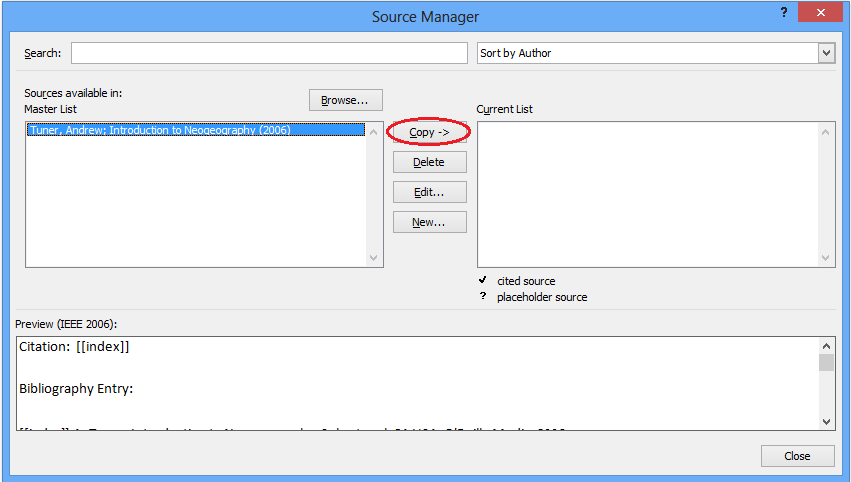 Source Manager
?
Search:
Sort by Author
Sources available in:
Master List
Browse...
Current List
Tuner, Andrew; Introduction to Neogeography (2006)
Copy ->
Delete
Edit...
New...
cited source
? placeholder source
Preview (IEEE 2006):
Citation: [[index]]
Bibliography Entry:
Close